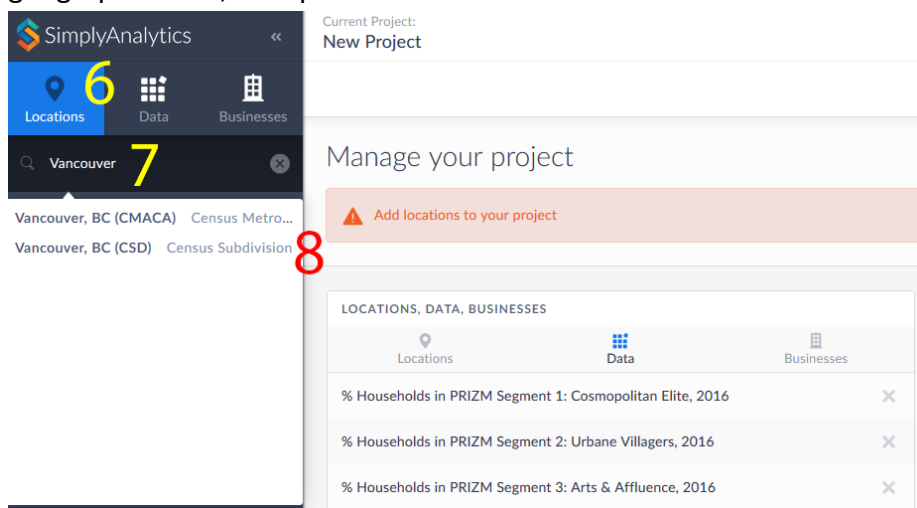 SimplyAnalytics «
Current Project:
New Project
6
Locations Data Businesses
Vancouver 7
Manage your project
Add locations to your project
Vancouver, BC (CMACA) Census Metro...
Vancouver, BC (CSD) Census Subdivision
8
LOCATIONS, DATA, BUSINESSES
Locations Data Businesses
% Households in PRIZM Segment 1: Cosmopolitan Elite, 2016
% Households in PRIZM Segment 2: Urbane Villagers, 2016
% Households in PRIZM Segment 3: Arts & Affluence, 2016